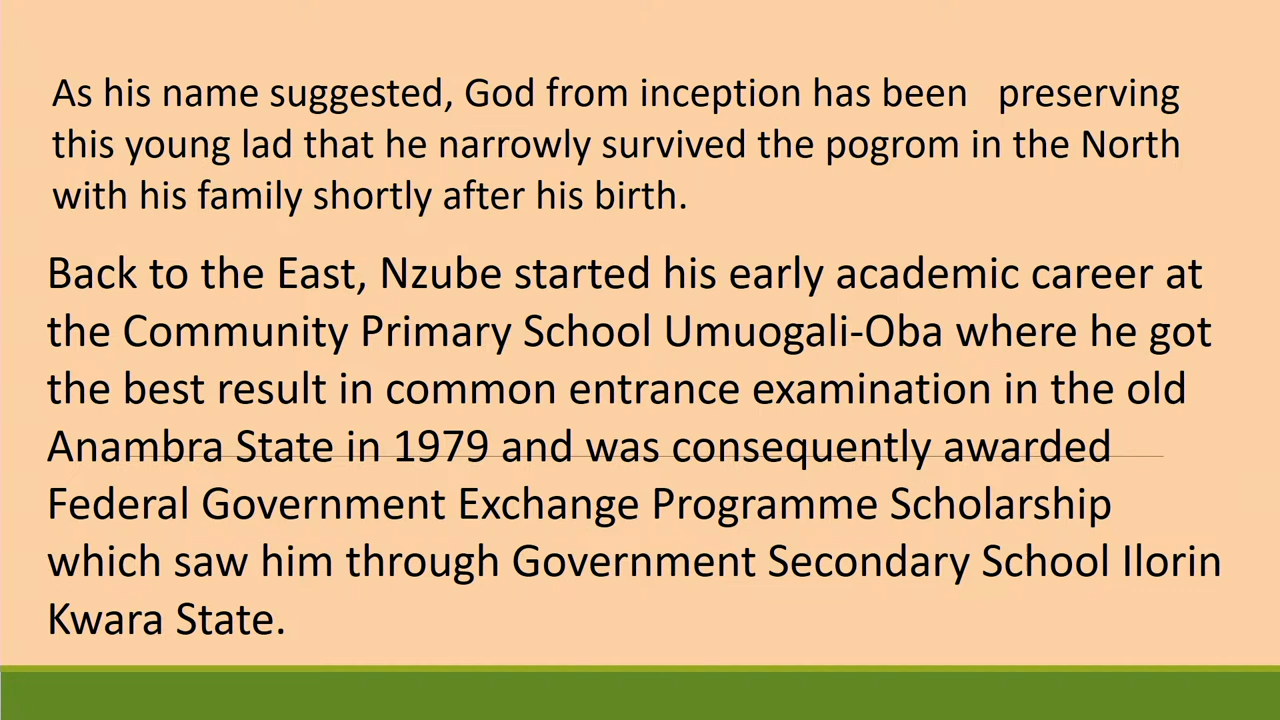 As his name suggested, God from inception has been   preserving
this young lad that he narrowly survived the pogrom in the North
with his family shortly after his birth.
Back to the East, Nzube started his early academic career at
the Community Primary School Umuogali-Oba where he got
the best result in common entrance examination in the old
Anambra State in 1979 and was consequently awarded
Federal Government Exchange Programme Scholarship
which saw him through Government Secondary School Ilorin
Kwara State.